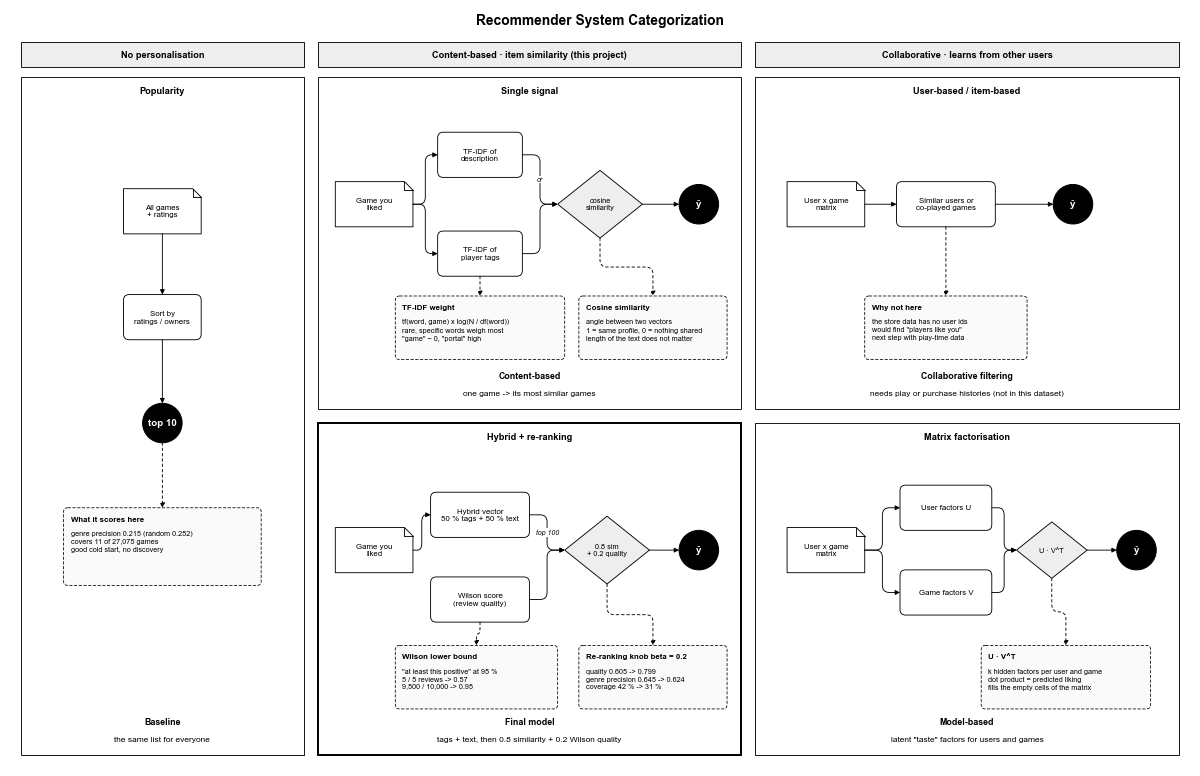 Recommender System Categorization
No personalisation
Popularity
All games
+ ratings
Sort by
ratings / owners
top 10
What it scores here
genre precision 0.215 (random 0.252)
covers 11 of 27,075 games
good cold start, no discovery
Baseline
the same list for everyone
Content-based · item similarity (this project)
Single signal
Game you
liked
TF-IDF of
description
TF-IDF of
player tags
or
cosine
similarity
ŷ
TF-IDF weight
tf(word, game) x log(N / df(word))
rare, specific words weigh most
"game" ~ 0, "portal" high
Cosine similarity
angle between two vectors
1 = same profile, 0 = nothing shared
length of the text does not matter
Content-based
one game -> its most similar games
Hybrid + re-ranking
Game you
liked
Hybrid vector
50 % tags + 50 % text
Wilson score
(review quality)
top 100
0.8 sim
+ 0.2 quality
ŷ
Wilson lower bound
"at least this positive" at 95 %
5 / 5 reviews -> 0.57
9,500 / 10,000 -> 0.95
Re-ranking knob beta = 0.2
quality 0.605 -> 0.799
genre precision 0.645 -> 0.624
coverage 42 % -> 31 %
Final model
tags + text, then 0.8 similarity + 0.2 Wilson quality
Collaborative · learns from other users
User-based / item-based
User x game
matrix
Similar users or
co-played games
ŷ
Why not here
the store data has no user ids
would find "players like you"
next step with play-time data
Collaborative filtering
needs play or purchase histories (not in this dataset)
Matrix factorisation
User x game
matrix
User factors U
Game factors V
U · V^T
ŷ
U · V^T
k hidden factors per user and game
dot product = predicted liking
fills the empty cells of the matrix
Model-based
latent "taste" factors for users and games